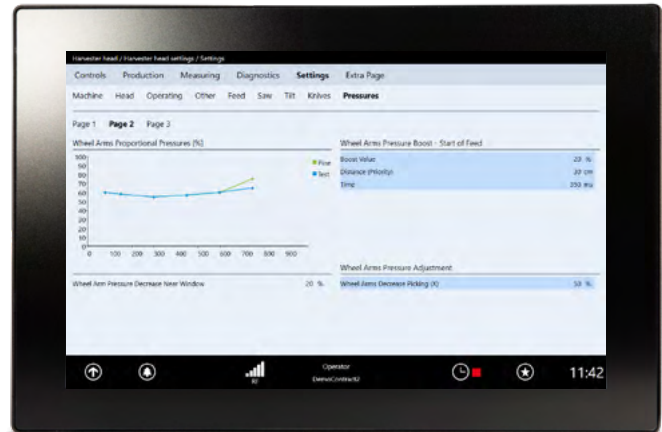 Harvester head / Harvester head settings / Settings
Controls Production Measuring Diagnostics Settings Extra Page
Machine Head Operating Other Feed Saw Tilt Knives Pressures
Page 1 Page 2 Page 3
Wheel Arms Proportional Pressures [%]
100
90
80
70
60
50
40
30
20
10
0
0 100 200 300 400 500 600 700 800 900
Pine
Test
Wheel Arm Pressure Decrease Near Window 20 %
Wheel Arms Pressure Boost - Start of Feed
Boost Value 20 %
Distance (Priority) 20 cm
Time 250 ms
Wheel Arms Pressure Adjustment
Wheel Arms Decrease Picking (X) 50 %
Operator
DemoContract2
11:42